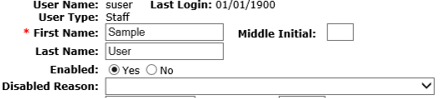 User Name: suser Last Login: 01/01/1900
User Type: Staff
* First Name: Sample Middle Initial:
Last Name: User
Enabled: Yes No
Disabled Reason: